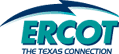 ERCOT
THE TEXAS CONNECTION